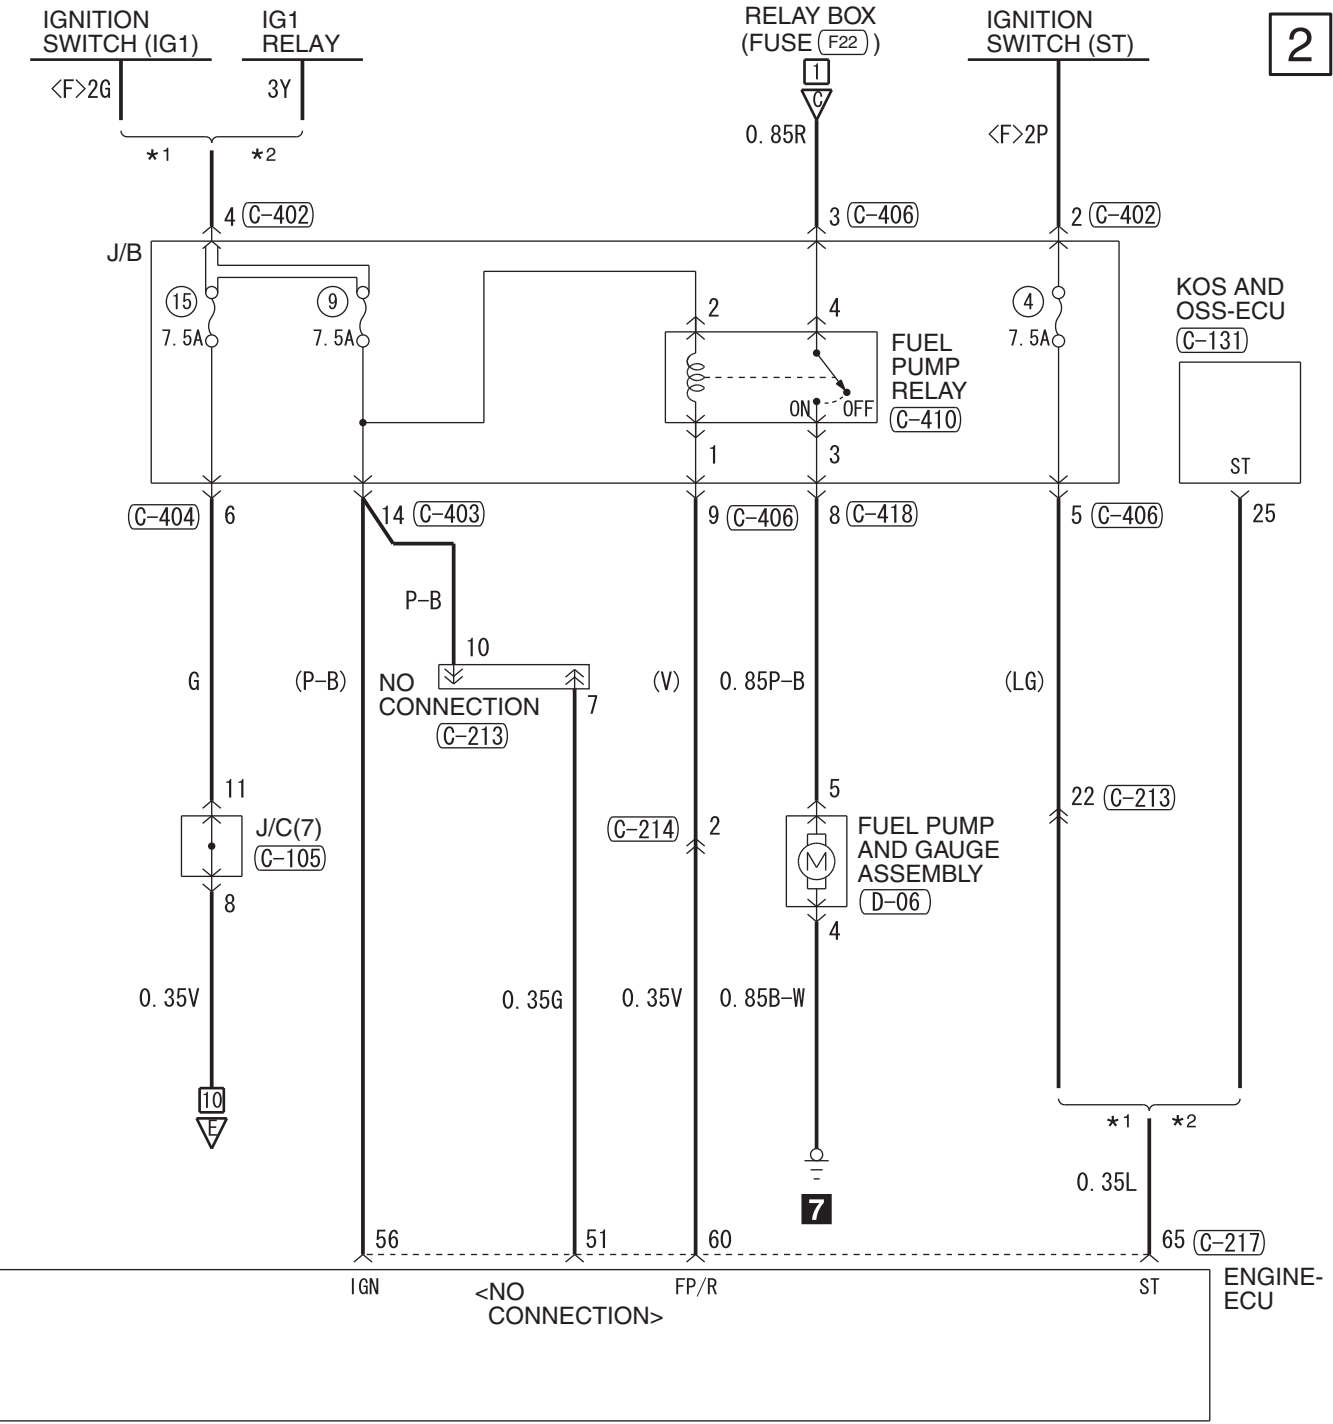 IGNITION
SWITCH (IG1)
IG1
RELAY
RELAY BOX
(FUSE F22 )
IGNITION
SWITCH (ST)
2
<F>2G
3Y
1
C
0. 85R
<F>2P
*1
*2
4 C-402
3 C-406
2 C-402
J/B
15
7. 5A
9
7. 5A
2
4
4
7. 5A
KOS AND
OSS-ECU
C-131
FUEL
PUMP
RELAY
C-410
ON
OFF
1
3
ST
C-404 6
14 C-403
9 C-406
8 C-418
5 C-406
25
P-B
10
G
(P-B)
NO
CONNECTION
C-213
7
(V)
0. 85P-B
(LG)
11
J/C(7)
C-105
8
C-214 2
5
FUEL PUMP
AND GAUGE
ASSEMBLY
D-06
M
4
22 C-213
0. 35V
0. 35G
0. 35V
0. 85B-W
10
E
*1
*2
0. 35L
7
56
51
60
65 C-217
IGN
<NO
CONNECTION>
FP/R
ST
ENGINE-
ECU